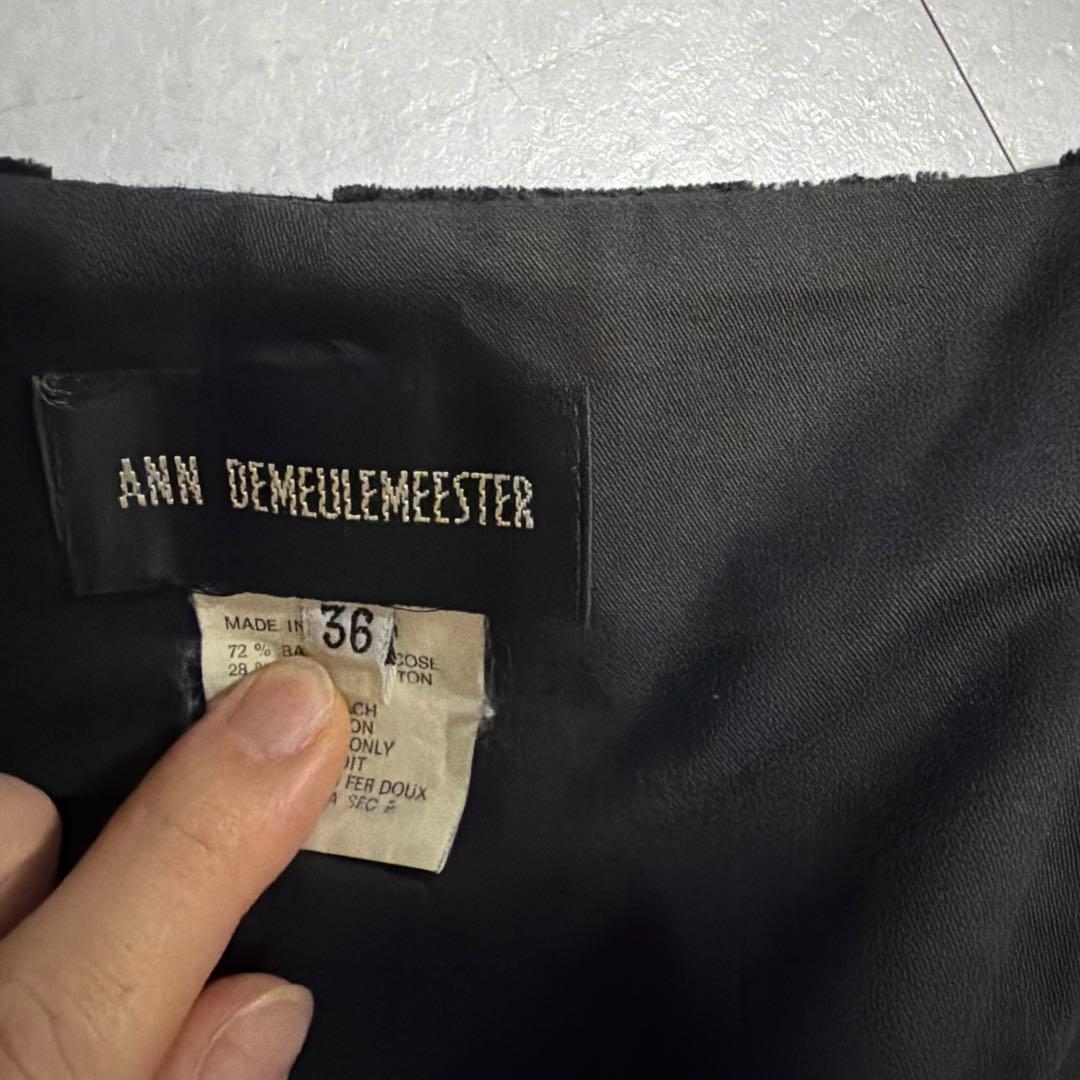 ANN DEMEULEMEESTER
36
MADE IN
72 % BA COSE
28 TON
ACH
ON
ONLY
DIT
FER DOUX
A SEC